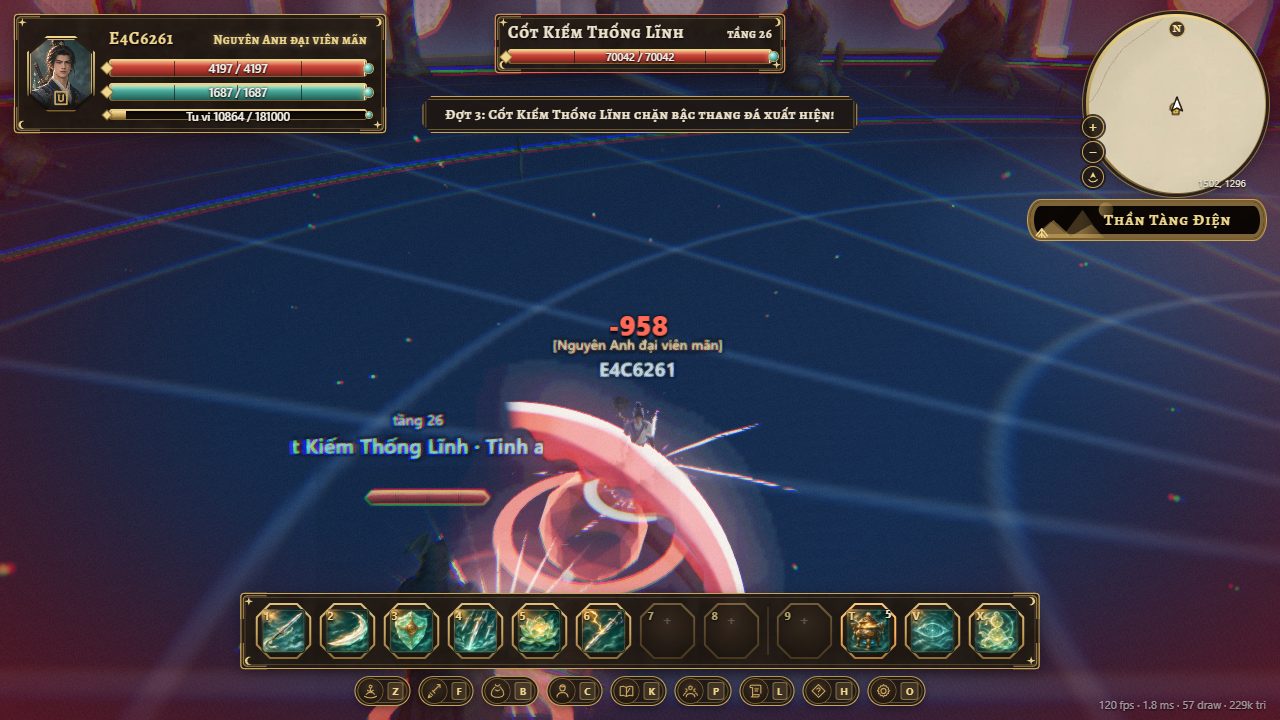 E4C6261
Nguyên Anh đại viên mãn
4197 / 4197
1687 / 1687
Tu vi 10864 / 181000
U
Cốt Kiếm Thống Lĩnh
tầng 26
70042 / 70042
Đợt 3: Cốt Kiếm Thống Lĩnh chặn bậc thang đá xuất hiện!
N
+
−
1502, 1296
Thần Tàng Điện
-958
[Nguyên Anh đại viên mãn]
E4C6261
tầng 26
t Kiếm Thống Lĩnh · Tinh a
1 2 3 4 5 6 7 8 9 T 5 V X
Z F B C K P L H O
120 fps · 1.8 ms · 57 draw · 229k tri